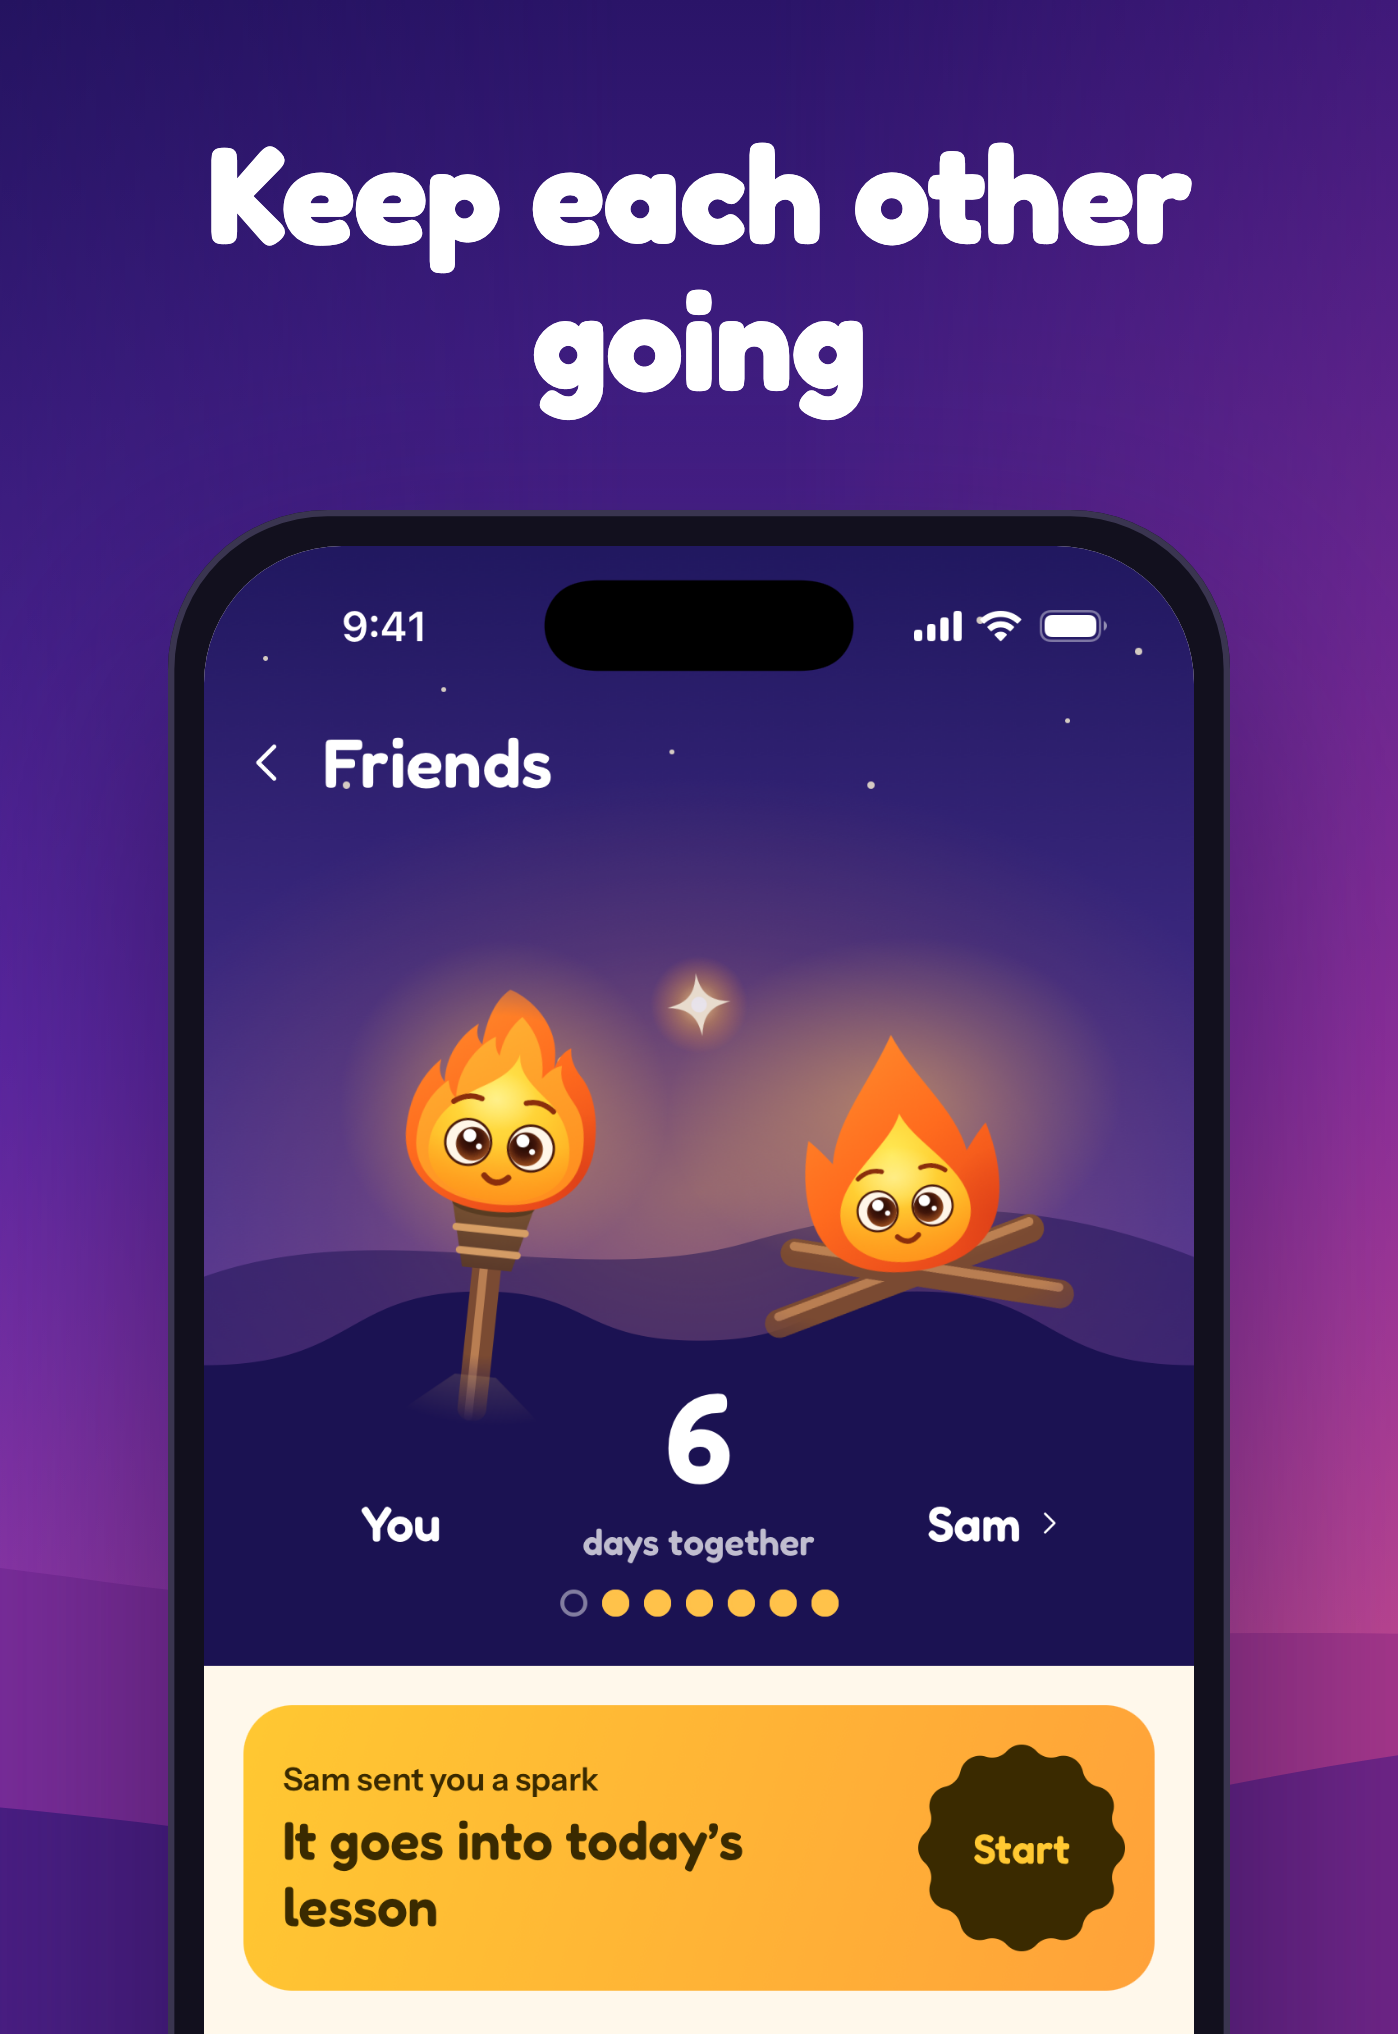 Keep each other
going
9:41
Friends
6
You
days together
Sam
Sam sent you a spark
It goes into today’s
lesson
Start